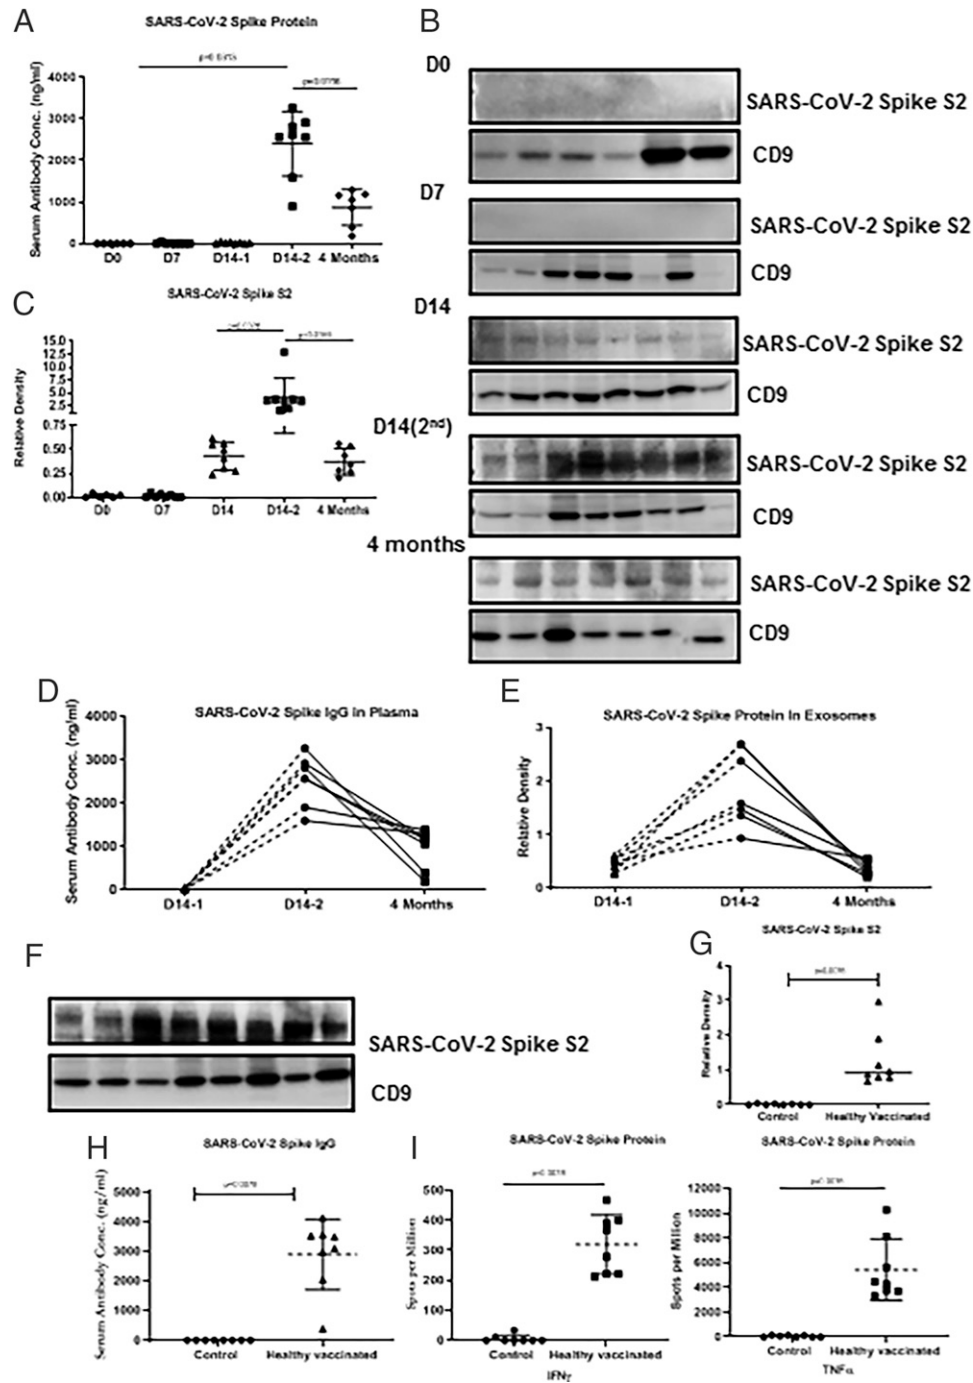 A
SARS-CoV-2 Spike Protein
Serum Antibody Conc. (ng/ml)
4000
3000
2000
1000
0
D0 D7 D14-1 D14-2 4 Months
B
D0
SARS-CoV-2 Spike S2
CD9
D7
SARS-CoV-2 Spike S2
CD9
D14
SARS-CoV-2 Spike S2
CD9
D14(2nd)
SARS-CoV-2 Spike S2
CD9
4 months
SARS-CoV-2 Spike S2
CD9
C
SARS-CoV-2 Spike S2
Relative Density
15.0
12.5
10.0
7.5
5.0
2.5
0.75
0.50
0.25
0.00
D0 D7 D14 D14-2 4 Months
D
SARS-CoV-2 Spike IgG in Plasma
Serum Antibody Conc. (ng/ml)
4000
3000
2000
1000
0
D14-1 D14-2 4 Months
E
SARS-CoV-2 Spike Protein in Exosomes
Relative Density
3
2
1
0
D14-1 D14-2 4 Months
F
SARS-CoV-2 Spike S2
CD9
G
SARS-CoV-2 Spike S2
Relative Density
4
3
2
1
0
Control Healthy Vaccinated
H
SARS-CoV-2 Spike IgG
Serum Antibody Conc. (ng/ml)
5000
4000
3000
2000
1000
0
Control Healthy vaccinated
I
SARS-CoV-2 Spike Protein
Spots per Million
500
400
300
200
100
0
Control Healthy vaccinated
IFNγ
SARS-CoV-2 Spike Protein
Spots per Million
12000
10000
8000
6000
4000
2000
0
Control Healthy vaccinated
TNFα